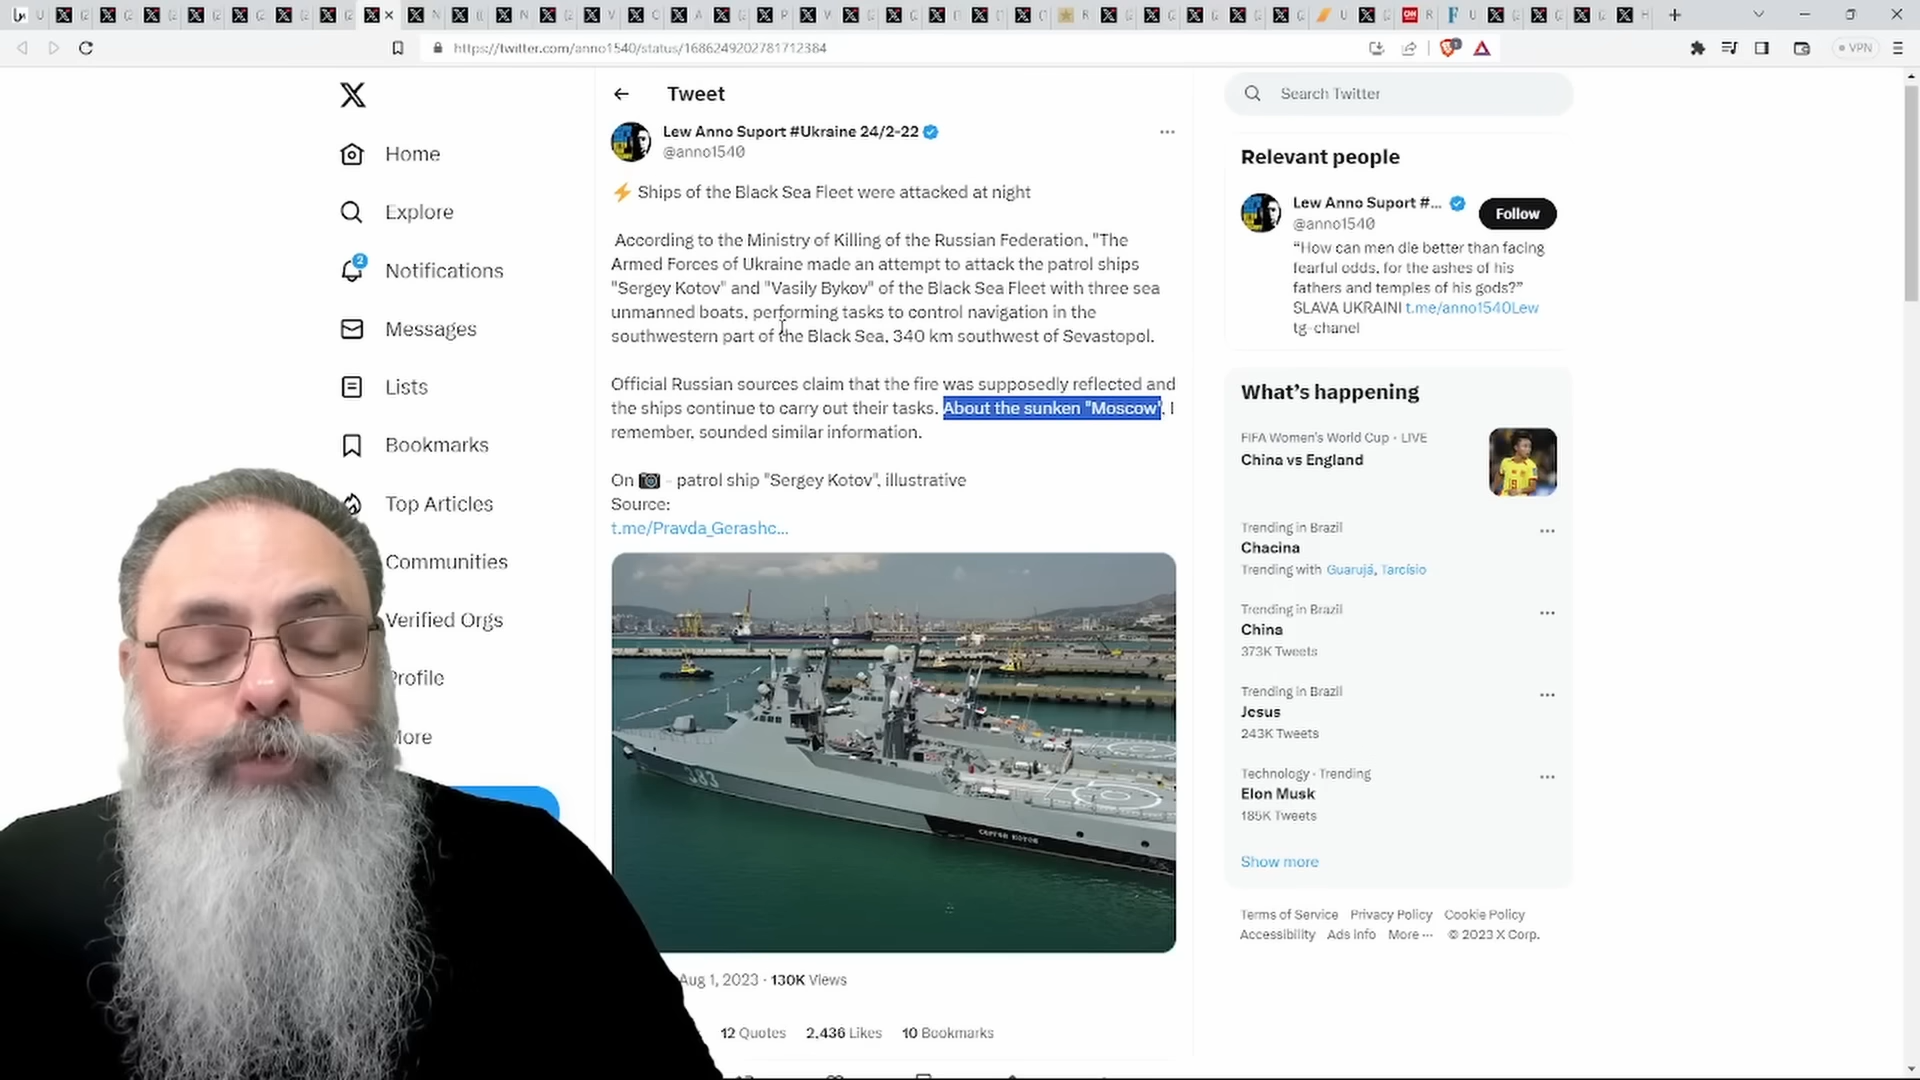 https://twitter.com/anno1540/status/1686249202781712384
VPN
Home
Explore
2
Notifications
Messages
Lists
Bookmarks
Top Articles
Communities
Verified Orgs
Profile
More
Tweet
Lew Anno Suport #Ukraine 24/2-22
@anno1540
Ships of the Black Sea Fleet were attacked at night
According to the Ministry of Killing of the Russian Federation, "The
Armed Forces of Ukraine made an attempt to attack the patrol ships
"Sergey Kotov" and "Vasily Bykov" of the Black Sea Fleet with three sea
unmanned boats, performing tasks to control navigation in the
southwestern part of the Black Sea, 340 km southwest of Sevastopol.
Official Russian sources claim that the fire was supposedly reflected and
the ships continue to carry out their tasks. About the sunken "Moscow", I
remember, sounded similar information.
On 📷 - patrol ship "Sergey Kotov", illustrative
Source:
t.me/Pravda_Gerashc...
383
СЕРГЕЙ КОТОВ
Aug 1, 2023 · 130K Views
12 Quotes 2,436 Likes 10 Bookmarks
Search Twitter
Relevant people
Lew Anno Suport #...
@anno1540
Follow
“How can men die better than facing
fearful odds, for the ashes of his
fathers and temples of his gods?”
SLAVA UKRAINI t.me/anno1540Lew
tg-chanel
What’s happening
FIFA Women's World Cup · LIVE
China vs England
Trending in Brazil
Chacina
Trending with Guarujá, Tarcísio
Trending in Brazil
China
373K Tweets
Trending in Brazil
Jesus
243K Tweets
Technology · Trending
Elon Musk
185K Tweets
Show more
Terms of Service Privacy Policy Cookie Policy
Accessibility Ads info More ··· © 2023 X Corp.